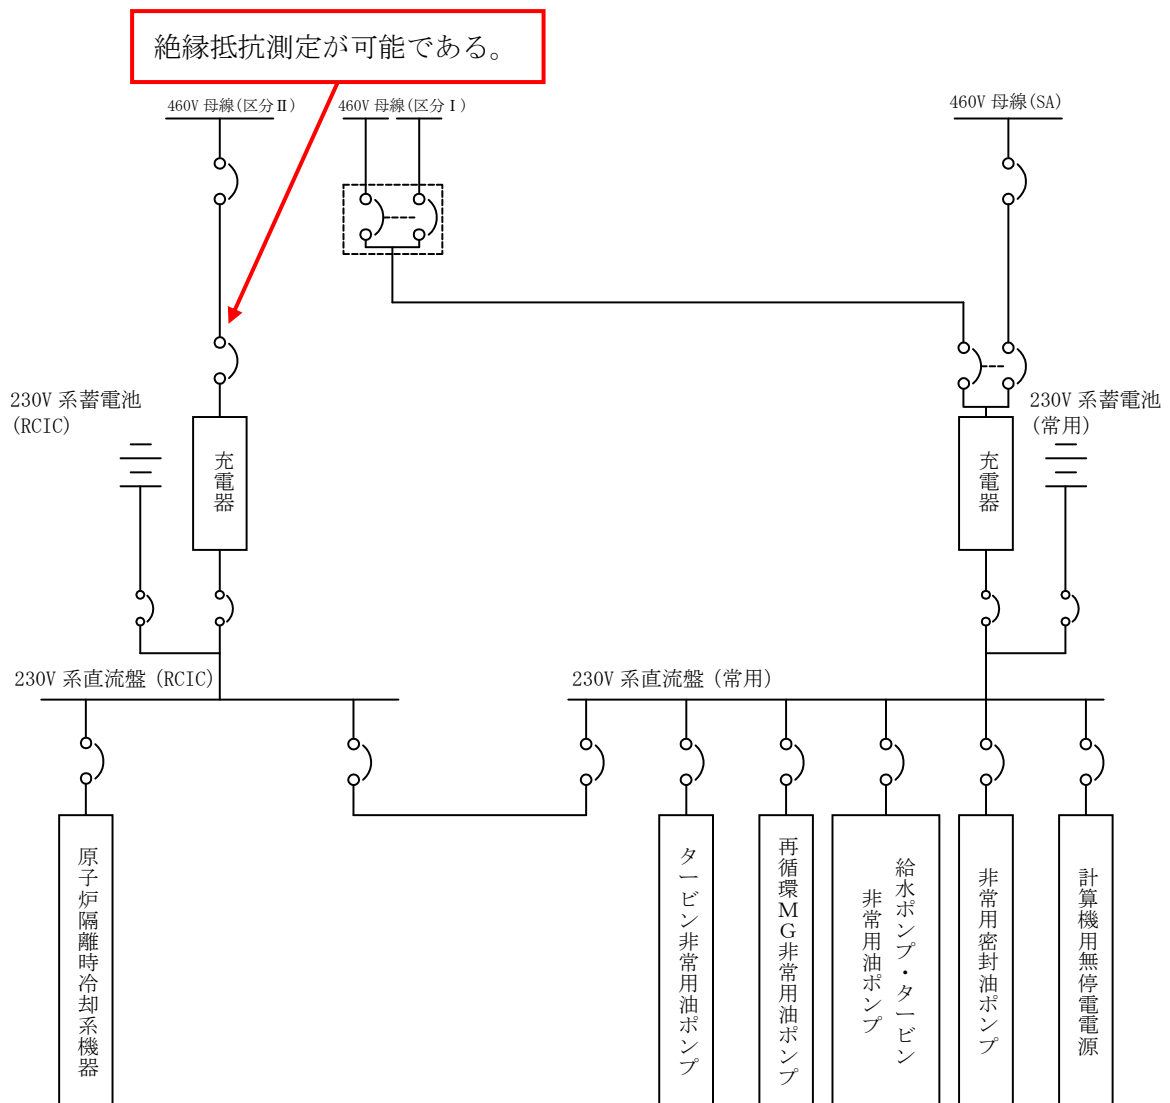 絶縁抵抗測定が可能である。
460V 母線(区分Ⅱ)
460V 母線(区分Ⅰ)
460V 母線(SA)
230V 系蓄電池
(RCIC)
充電器
充電器
230V 系蓄電池
(常用)
230V 系直流盤 (RCIC)
230V 系直流盤 (常用)
原子炉隔離時冷却系機器
タービン非常用油ポンプ
再循環MG非常用油ポンプ
給水ポンプ・タービン
非常用油ポンプ
非常用密封油ポンプ
計算機用無停電電源